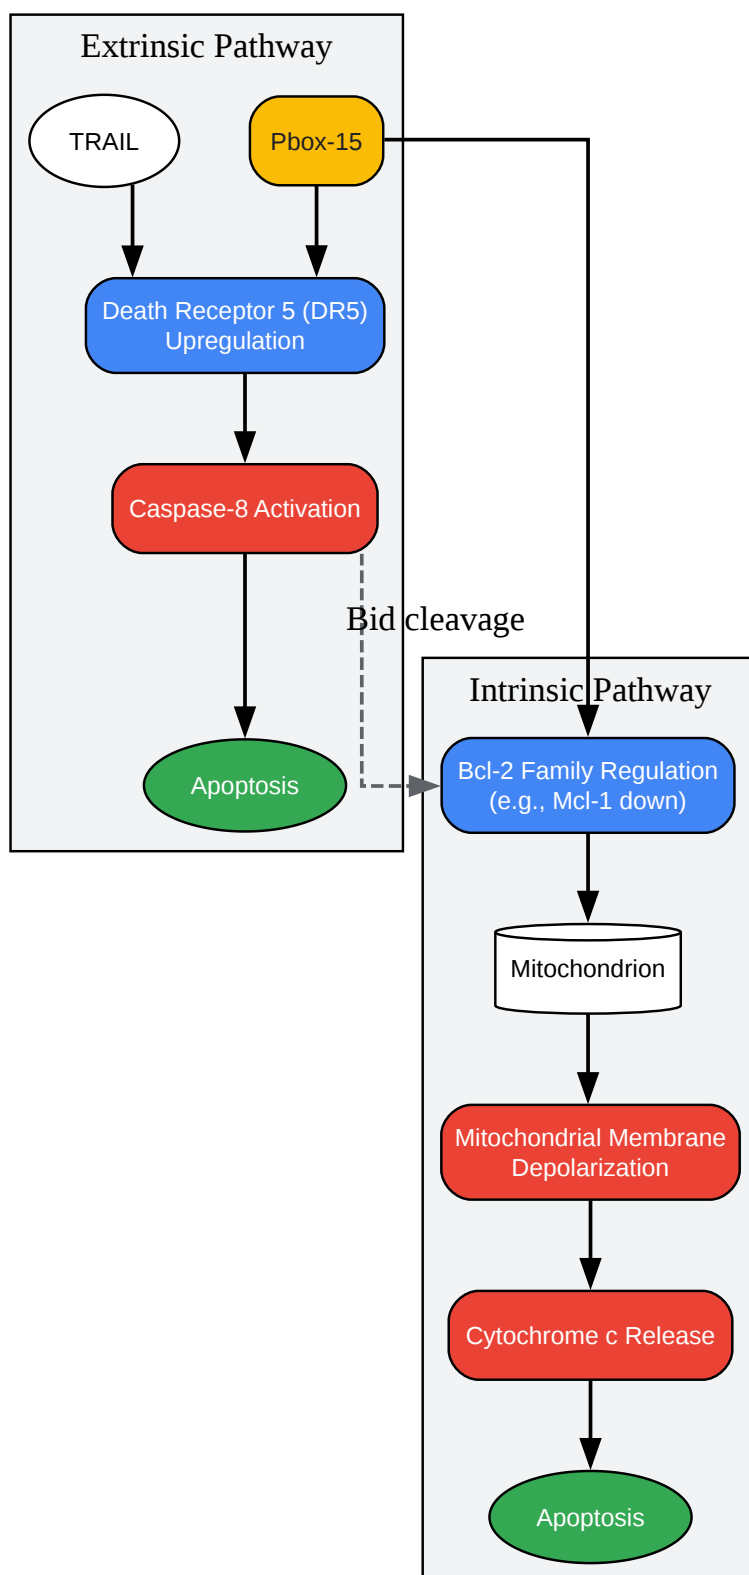 Extrinsic Pathway
TRAIL
Pbox-15
Death Receptor 5 (DR5)
Upregulation
Caspase-8 Activation
Bid cleavage
Apoptosis
Intrinsic Pathway
Bcl-2 Family Regulation
(e.g., Mcl-1 down)
Mitochondrion
Mitochondrial Membrane
Depolarization
Cytochrome c Release
Apoptosis